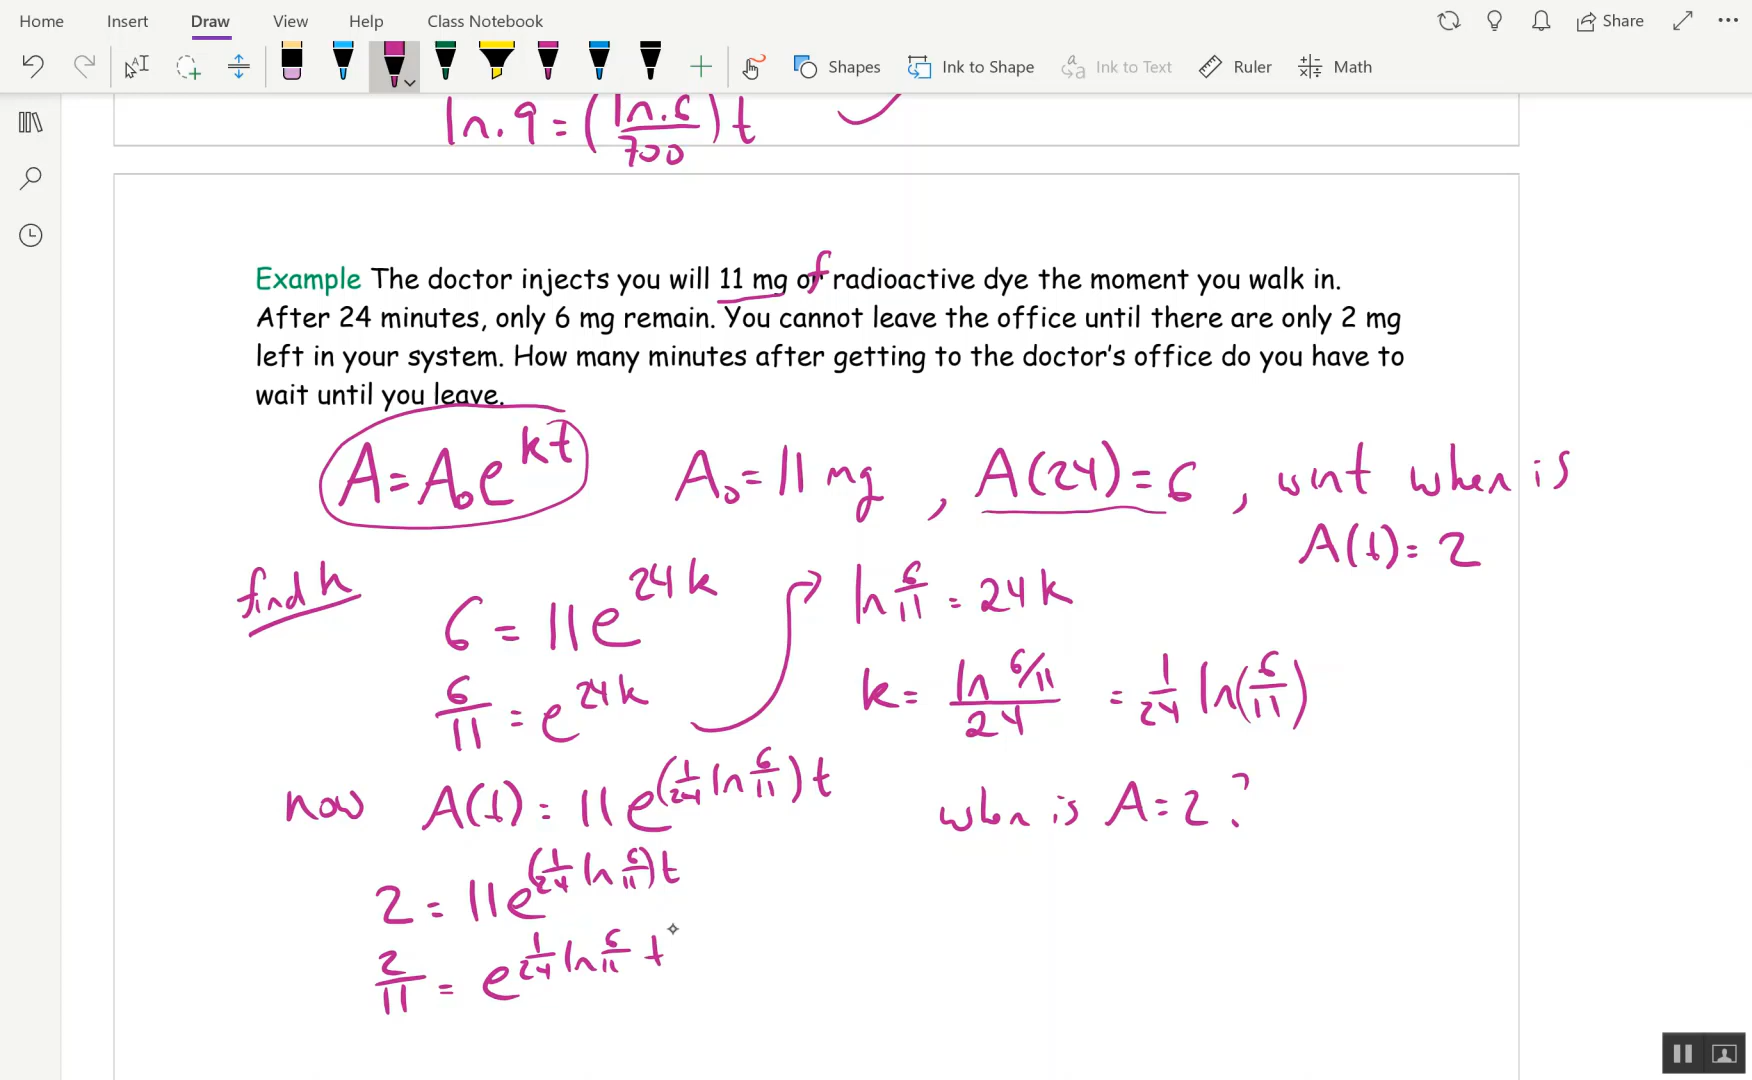 Home Insert Draw View Help Class Notebook Share
Shapes Ink to Shape Ink to Text Ruler Math
ln .9 = (ln .6 / 700) t
Example The doctor injects you will 11 mg of radioactive dye the moment you walk in.
After 24 minutes, only 6 mg remain. You cannot leave the office until there are only 2 mg
left in your system. How many minutes after getting to the doctor's office do you have to
wait until you leave.
A = A₀e^(kt) A₀ = 11 mg , A(24) = 6 , want when is
A(t) = 2
find k
6 = 11e^(24k) ln 6/11 = 24k
6/11 = e^(24k) k = (ln 6/11)/24 = 1/24 ln(6/11)
now A(t) = 11e^((1/24 ln 6/11)t) when is A = 2?
2 = 11e^((1/24 ln 6/11)t)
2/11 = e^(1/24 ln 6/11 t)